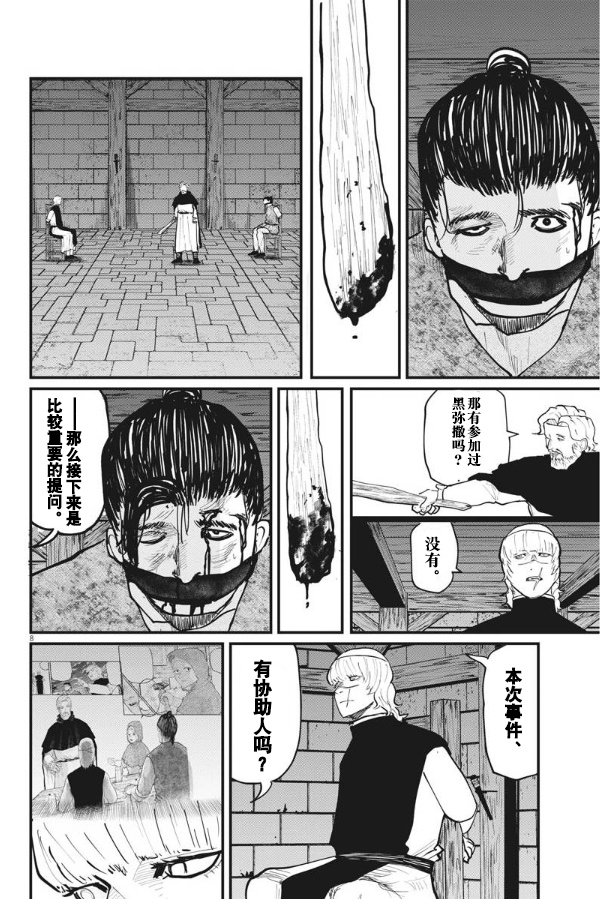 那有参加过
黑弥撒吗？
没有。
——那么接下来是
比较重要的提问。
8
本次事件、
有协助人吗？